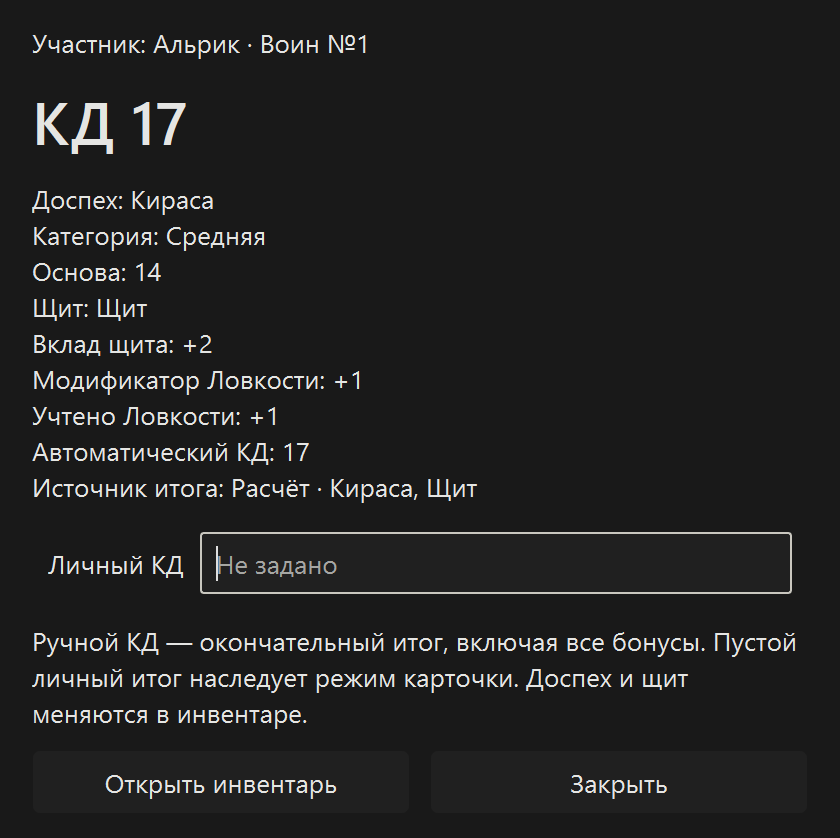 Участник: Альрик · Воин №1
КД 17
Доспех: Кираса
Категория: Средняя
Основа: 14
Щит: Щит
Вклад щита: +2
Модификатор Ловкости: +1
Учтено Ловкости: +1
Автоматический КД: 17
Источник итога: Расчёт · Кираса, Щит
Личный КД Не задано
Ручной КД — окончательный итог, включая все бонусы. Пустой
личный итог наследует режим карточки. Доспех и щит
меняются в инвентаре.
Открыть инвентарь Закрыть